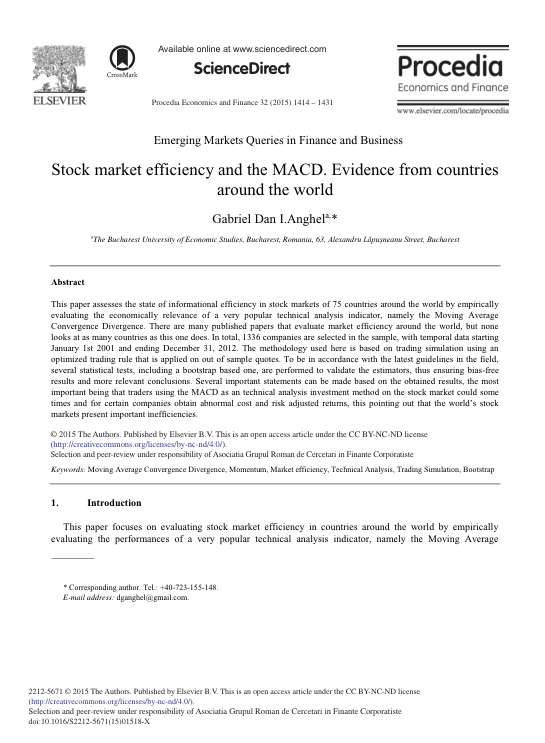 Available online at www.sciencedirect.com
ScienceDirect
ELSEVIER
CrossMark
Procedia Economics and Finance 32 (2015) 1414 – 1431
Procedia
Economics and Finance
www.elsevier.com/locate/procedia
Emerging Markets Queries in Finance and Business
Stock market efficiency and the MACD. Evidence from countries
around the world
Gabriel Dan I.Anghelª,*
ªThe Bucharest University of Economic Studies, Bucharest, Romania, 63, Alexandru Lăpușneanu Street, Bucharest
Abstract
This paper assesses the state of informational efficiency in stock markets of 75 countries around the world by empirically
evaluating the economically relevance of a very popular technical analysis indicator, namely the Moving Average
Convergence Divergence. There are many published papers that evaluate market efficiency around the world, but none
looks at as many countries as this one does. In total, 1336 companies are selected in the sample, with temporal data starting
January 1st 2001 and ending December 31, 2012. The methodology used here is based on trading simulation using an
optimized trading rule that is applied on out of sample quotes. To be in accordance with the latest guidelines in the field,
several statistical tests, including a bootstrap based one, are performed to validate the estimators, thus ensuring bias-free
results and more relevant conclusions. Several important statements can be made based on the obtained results, the most
important being that traders using the MACD as an technical analysis investment method on the stock market could some
times and for certain companies obtain abnormal cost and risk adjusted returns, this pointing out that the world's stock
markets present important inefficiencies.
© 2015 The Authors. Published by Elsevier B.V. This is an open access article under the CC BY-NC-ND license
(http://creativecommons.org/licenses/by-nc-nd/4.0/).
Selection and peer-review under responsibility of Asociatia Grupul Roman de Cercetari in Finante Corporatiste
Keywords: Moving Average Convergence Divergence, Momentum, Market efficiency, Technical Analysis, Trading Simulation, Bootstrap
1. Introduction
This paper focuses on evaluating stock market efficiency in countries around the world by empirically
evaluating the performances of a very popular technical analysis indicator, namely the Moving Average
* Corresponding author. Tel.: +40-723-155-148.
E-mail address: dganghel@gmail.com.
2212-5671 © 2015 The Authors. Published by Elsevier B.V. This is an open access article under the CC BY-NC-ND license
(http://creativecommons.org/licenses/by-nc-nd/4.0/).
Selection and peer-review under responsibility of Asociatia Grupul Roman de Cercetari in Finante Corporatiste
doi:10.1016/S2212-5671(15)01518-X